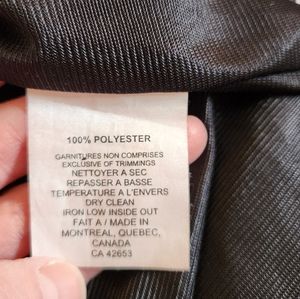 100% POLYESTER
GARNITURES NON COMPRISES
EXCLUSIVE OF TRIMMINGS
NETTOYER A SEC
REPASSER A BASSE
TEMPERATURE A L'ENVERS
DRY CLEAN
IRON LOW INSIDE OUT
FAIT A / MADE IN
MONTREAL, QUEBEC,
CANADA
CA 42653